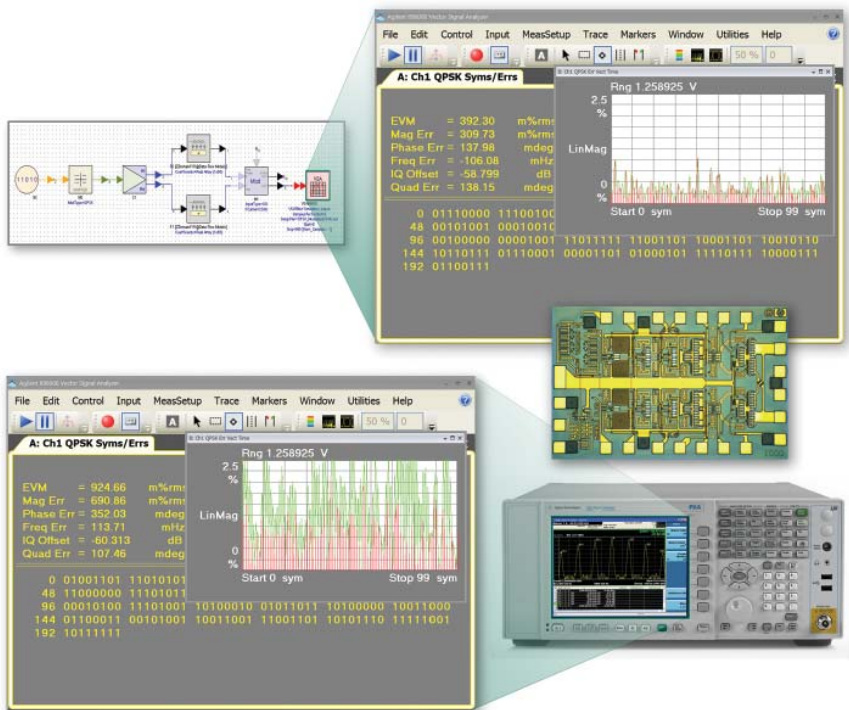 Agilent 89600 Vector Signal Analyzer
File Edit Control Input MeasSetup Trace Markers Window Utilities Help
50 % 0
A: Ch1 QPSK Syms/Errs
B: Ch1 QPSK Err Vect Time
Rng 1.258925 V
2.5
%
LinMag
0
%
Start 0 sym Stop 99 sym
EVM = 392.30 m%rms
Mag Err = 309.73 m%rms
Phase Err = 137.98 mdeg
Freq Err = -106.08 mHz
IQ Offset = -58.799 dB
Quad Err = 138.15 mdeg
0 01110000 11100100
48 00101001 00010010
96 00100000 00001001 11011111 11001101 10001101 10010110
144 10110111 01110001 00001101 01000101 11110111 10000111
192 01100111
11010
Mod
VSA
Agilent 89600 Vector Signal Analyzer
File Edit Control Input MeasSetup Trace Markers Window Utilities Help
50 % 0
A: Ch1 QPSK Syms/Errs
B: Ch1 QPSK Err Vect Time
Rng 1.258925 V
2.5
%
LinMag
0
%
Start 0 sym Stop 99 sym
EVM = 924.66 m%rms
Mag Err = 690.86 m%rms
Phase Err = 352.03 mdeg
Freq Err = 113.71 mHz
IQ Offset = -60.313 dB
Quad Err = 107.46 mdeg
0 01001101 11010101
48 11000000 11101011
96 00010100 11101001 10100010 01011011 10100000 10011000
144 01100011 00101001 10011001 11001101 10101110 11111001
192 10111111
Agilent Technologies
PXA